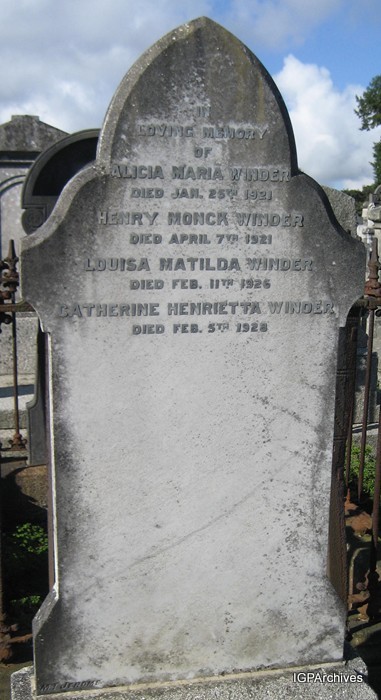 IN
LOVING MEMORY
OF
ALICIA MARIA WINDER
DIED JAN. 25TH 1921
HENRY MONCK WINDER
DIED APRIL 7TH 1921
LOUISA MATILDA WINDER
DIED FEB. 11TH 1926
CATHERINE HENRIETTA WINDER
DIED FEB. 5TH 1928
IGPArchives